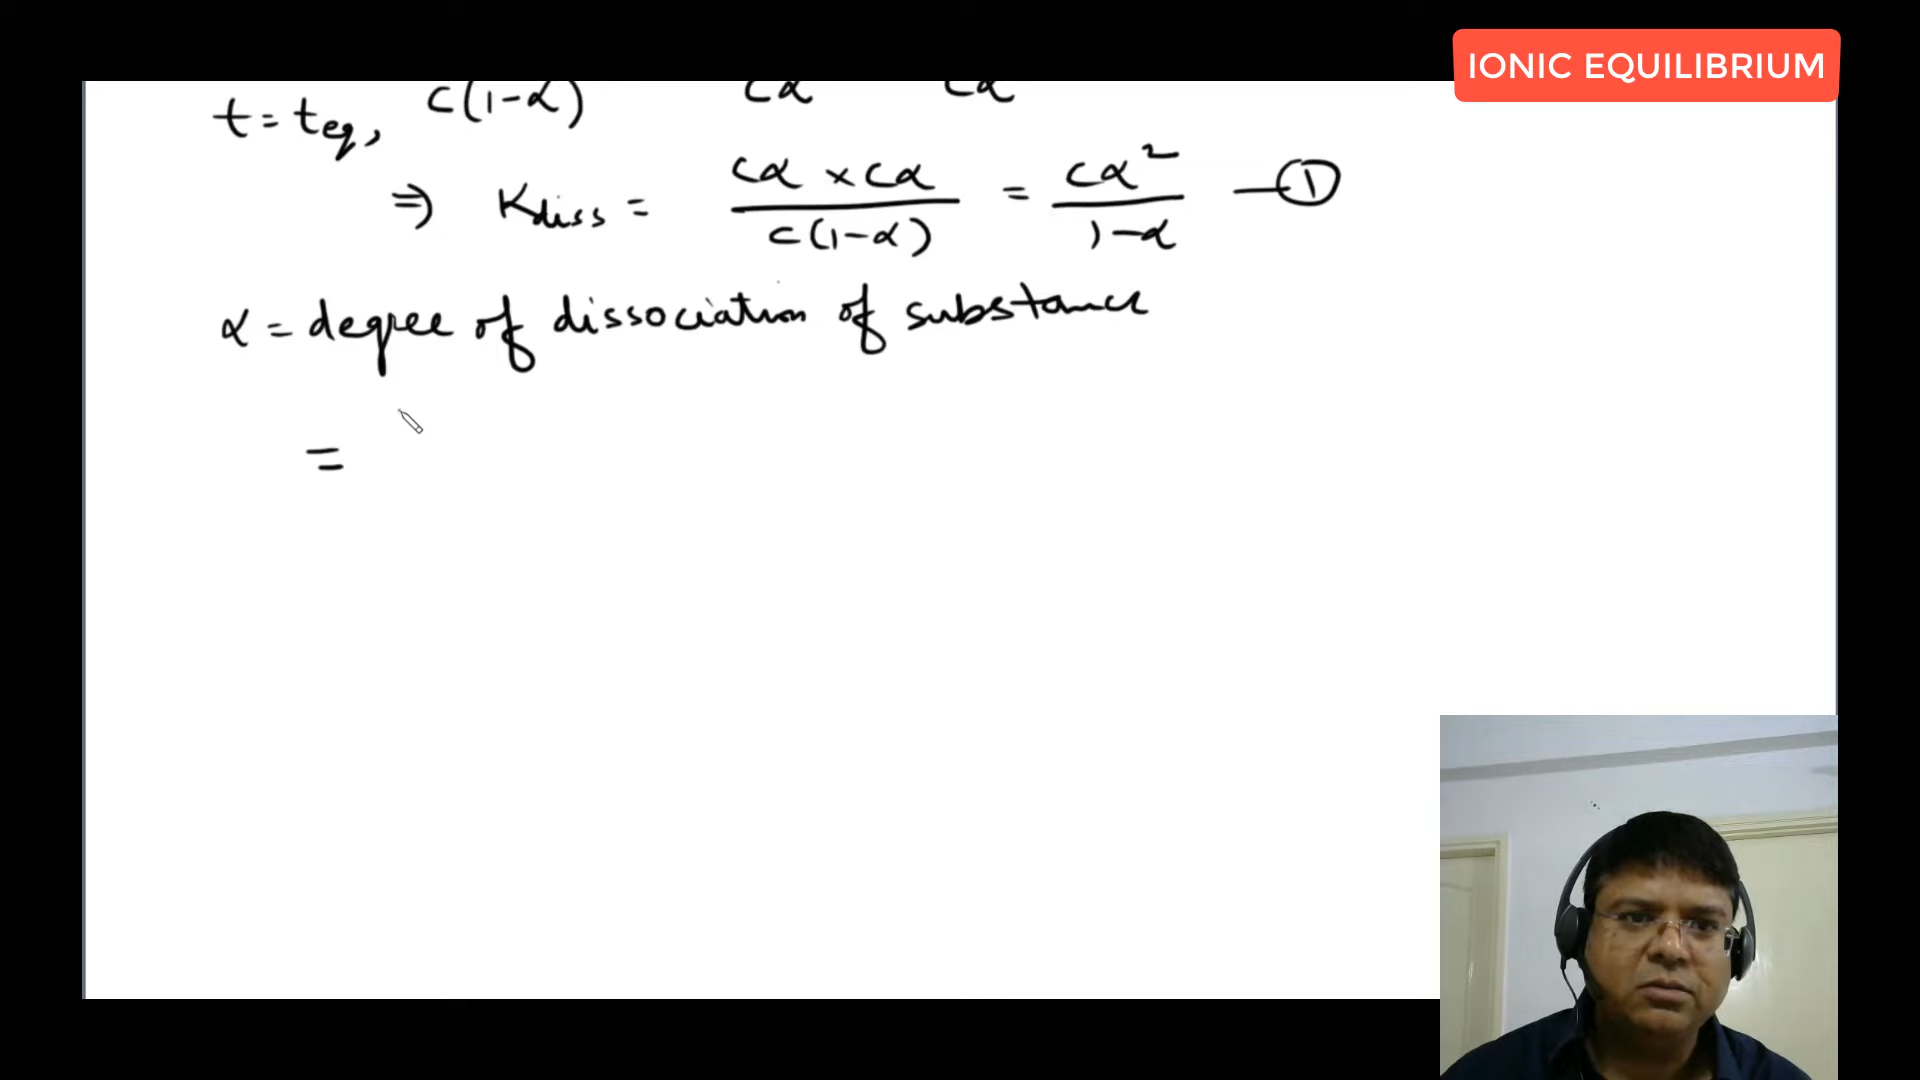 IONIC EQUILIBRIUM
t = teq, c(1-α) cα cα
⇒ Kdiss = cα × cα / c(1-α) = cα² / 1-α — ①
α = degree of dissociation of substance
=